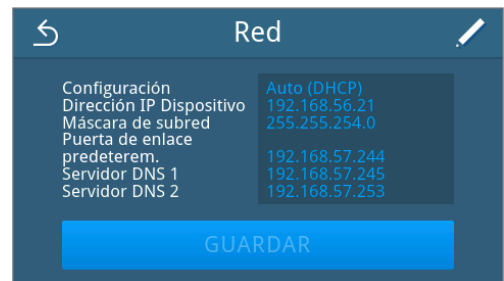 Red
Configuración Auto (DHCP)
Dirección IP Dispositivo 192.168.56.21
Máscara de subred 255.255.254.0
Puerta de enlace
predeterem. 192.168.57.244
Servidor DNS 1 192.168.57.245
Servidor DNS 2 192.168.57.253
GUARDAR